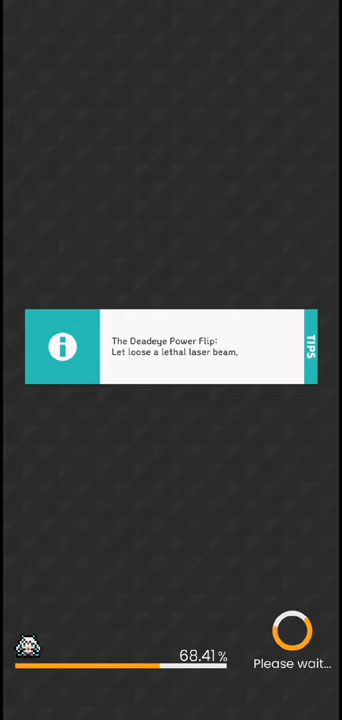 The Deadeye Power Flip:
Let loose a lethal laser beam.
TIPS
68.41 %
Please wait...